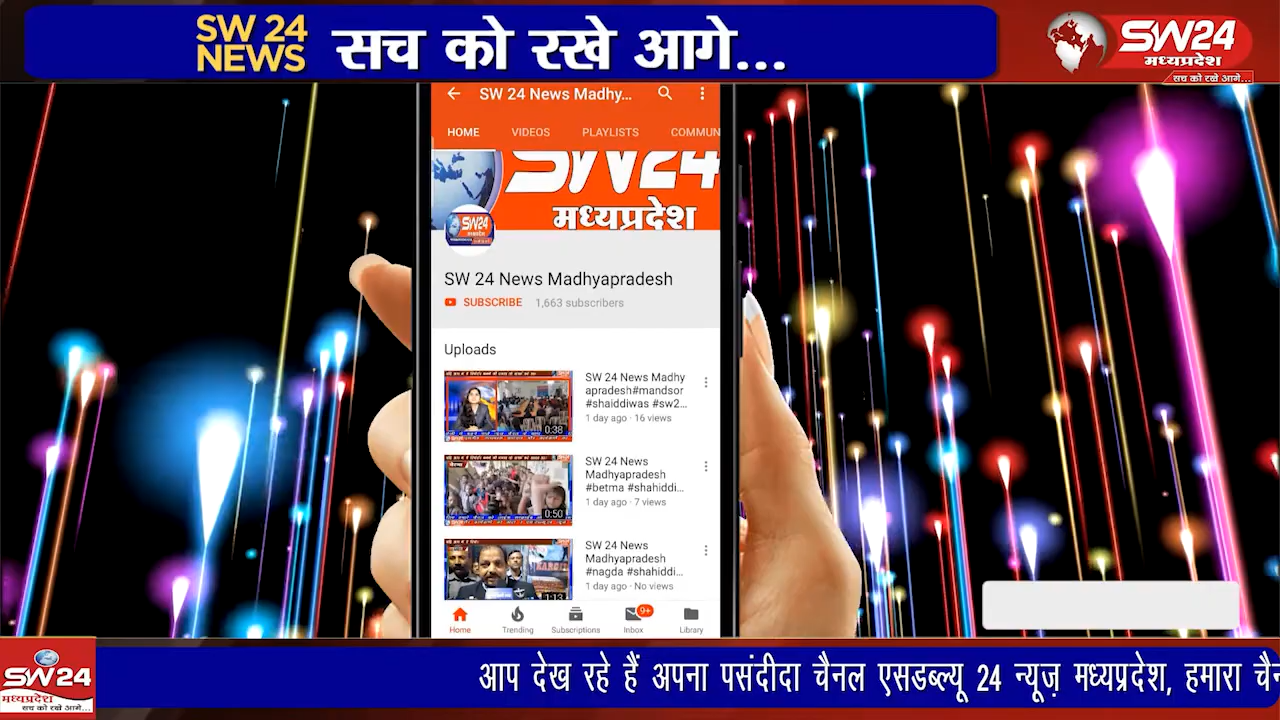 SW 24
NEWS
सच को रखे आगे...
SW24
मध्यप्रदेश
सच को रखे आगे...
SW 24 News Madhy...
HOME VIDEOS PLAYLISTS COMMUN
SW24
मध्यप्रदेश
SW24
SW 24 News Madhyapradesh
SUBSCRIBE 1,663 subscribers
Uploads
SW 24 News Madhy
apradesh#mandsor
#shaiddiwas #sw2...
1 day ago · 16 views
0:38
SW 24 News
Madhyapradesh
#betma #shahiddi...
1 day ago · 7 views
0:50
SW 24 News
Madhyapradesh
#nagda #shahiddi...
1 day ago · No views
1:13
9+
Home Trending Subscriptions Inbox Library
SW24
मध्यप्रदेश
सच को रखे आगे...
आप देख रहे हैं अपना पसंदीदा चैनल एसडब्ल्यू 24 न्यूज़ मध्यप्रदेश, हमारा चैन